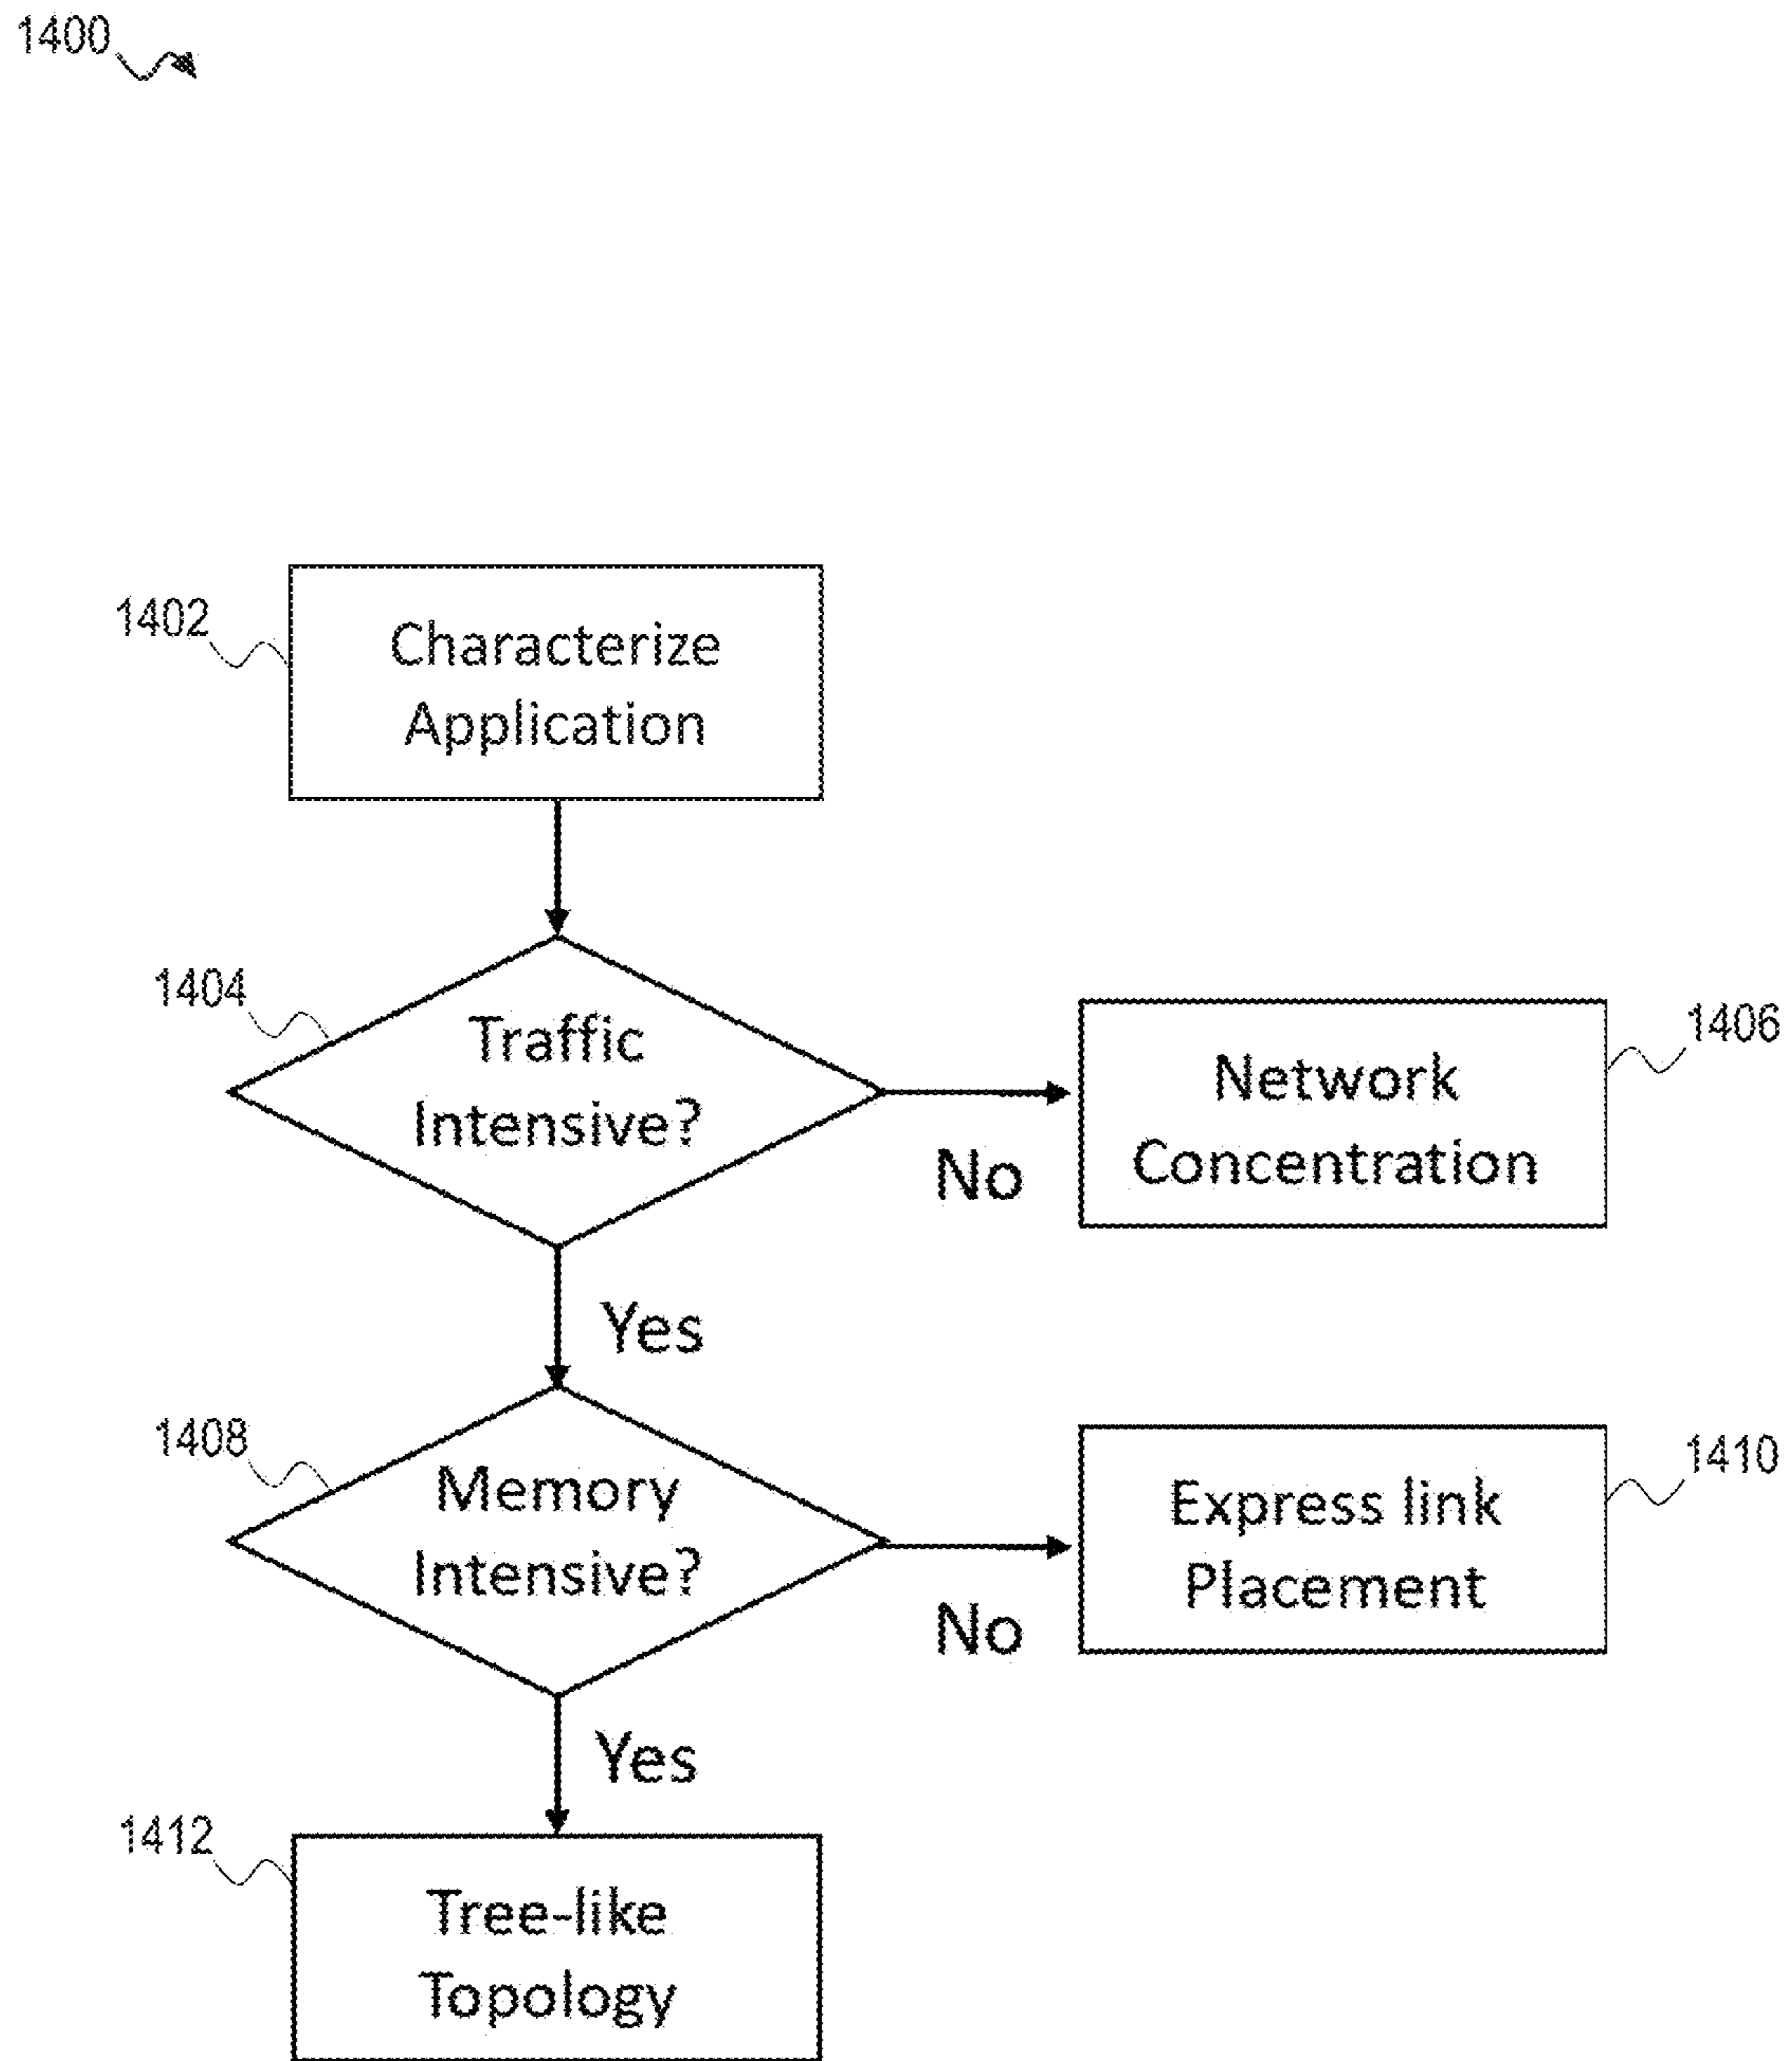 1400
1402
Characterize
Application
1404
Traffic
Intensive?
No
Network
Concentration
1406
Yes
1408
Memory
Intensive?
No
Express link
Placement
1410
Yes
1412
Tree-like
Topology